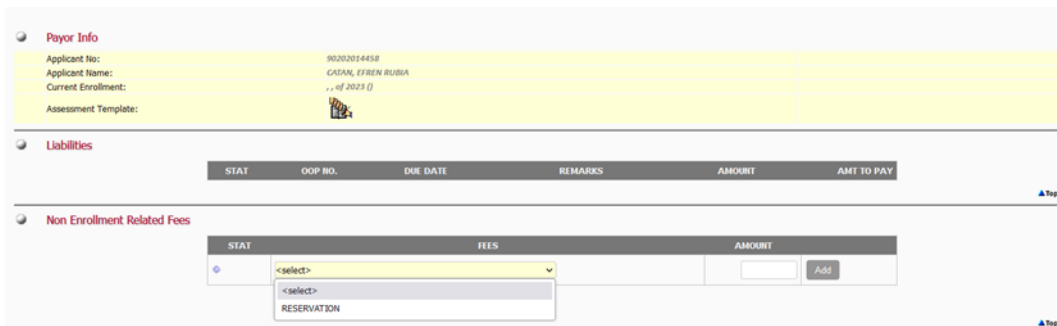 Payor Info
Applicant No: 90202014458
Applicant Name: CATAN, EFREN RUBIA
Current Enrollment: , , of 2023 ()
Assessment Template:
Liabilities
STAT OOP NO. DUE DATE REMARKS AMOUNT AMT TO PAY
Top
Non Enrollment Related Fees
STAT FEES AMOUNT
<select> Add
<select>
RESERVATION
Top